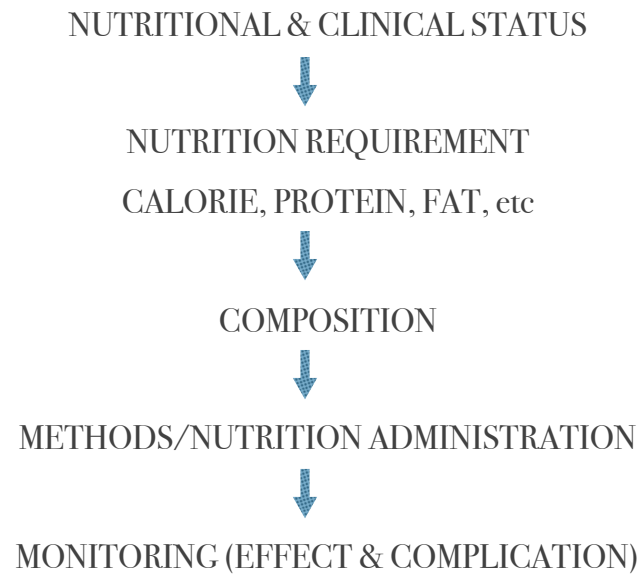 NUTRITIONAL & CLINICAL STATUS
NUTRITION REQUIREMENT
CALORIE, PROTEIN, FAT, etc
COMPOSITION
METHODS/NUTRITION ADMINISTRATION
MONITORING (EFFECT & COMPLICATION)